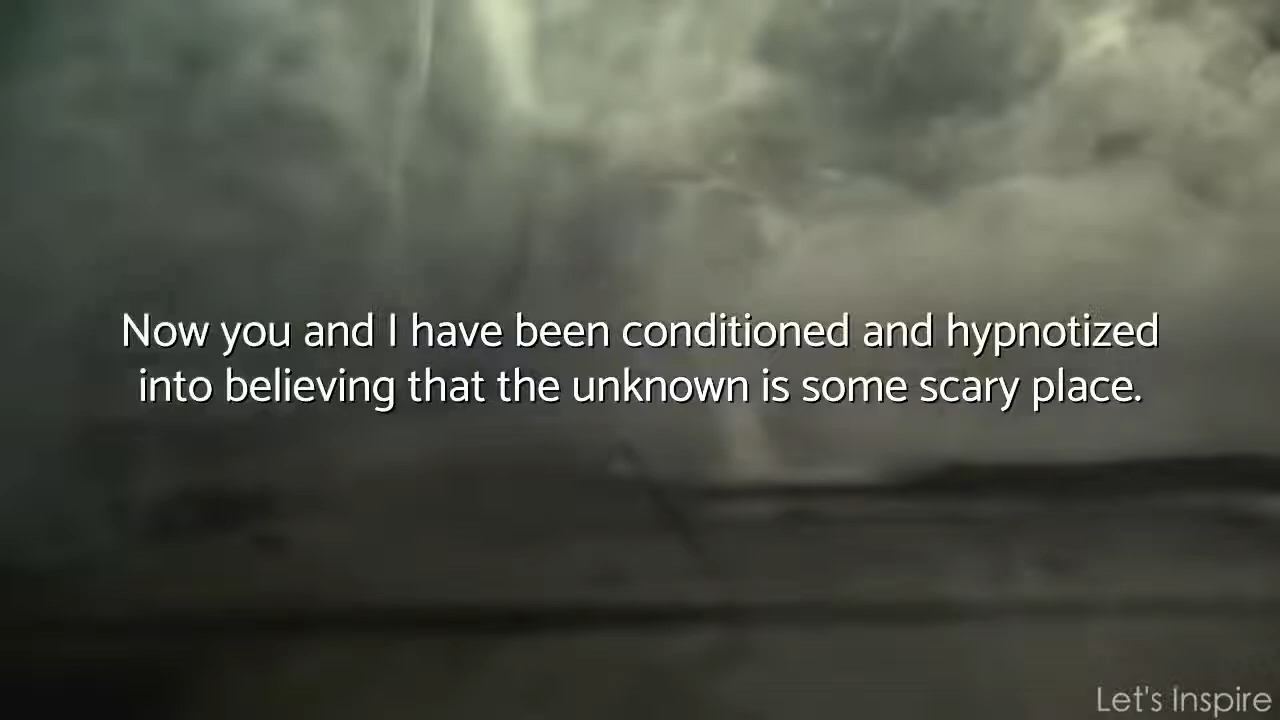 Now you and I have been conditioned and hypnotized
into believing that the unknown is some scary place.
Let's Inspire